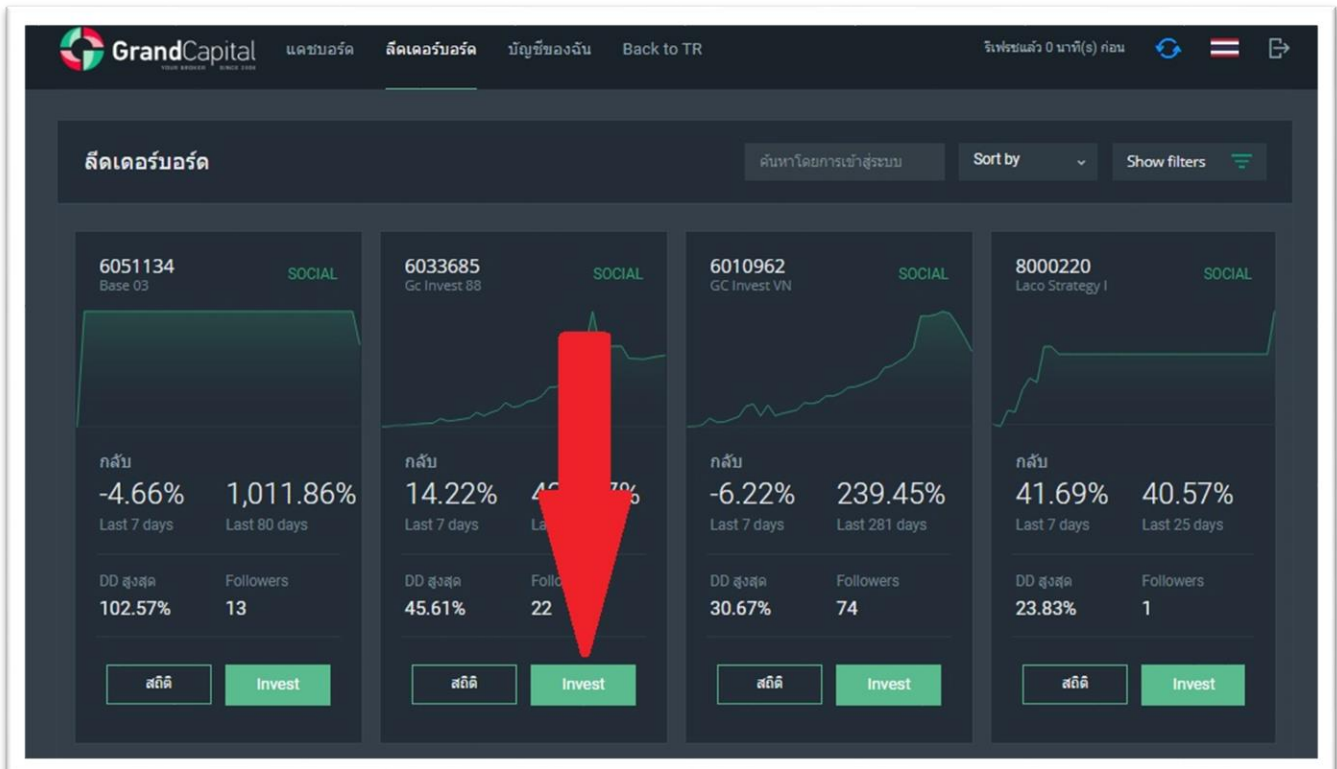 GrandCapital แดชบอร์ด ลีดเดอร์บอร์ด บัญชีของฉัน Back to TR รีเฟรชแล้ว 0 นาที(s) ก่อน
YOUR BROKER SINCE 2006
ลีดเดอร์บอร์ด ค้นหาโดยการเข้าสู่ระบบ Sort by Show filters
6051134 SOCIAL
Base 03
กลับ
-4.66% 1,011.86%
Last 7 days Last 80 days
DD สูงสุด Followers
102.57% 13
สถิติ Invest
6033685 SOCIAL
Gc Invest 88
กลับ
14.22%
Last 7 days
DD สูงสุด
45.61% 22
สถิติ Invest
6010962 SOCIAL
GC Invest VN
กลับ
-6.22% 239.45%
Last 7 days Last 281 days
DD สูงสุด Followers
30.67% 74
สถิติ Invest
8000220 SOCIAL
Laco Strategy I
กลับ
41.69% 40.57%
Last 7 days Last 25 days
DD สูงสุด Followers
23.83% 1
สถิติ Invest